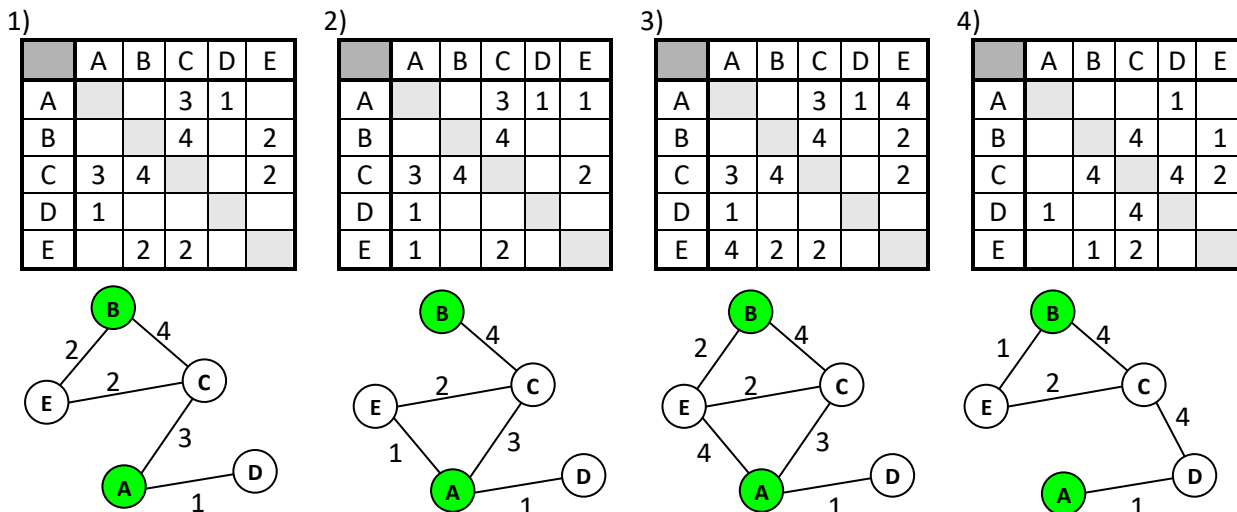 1) 2) 3) 4)
A B C D E A B C D E A B C D E A B C D E
A 3 1 A 3 1 1 A 3 1 4 A 1
B 4 2 B 4 B 4 2 B 4 1
C 3 4 2 C 3 4 2 C 3 4 2 C 4 4 2
D 1 D 1 D 1 D 1 4
E 2 2 E 1 2 E 4 2 2 E 1 2
B B B B
2 4 4 2 4 1 4
E 2 C E 2 C E 2 C E 2 C
3 1 3 4 3 4
A D A D A D A D
1 1 1 1